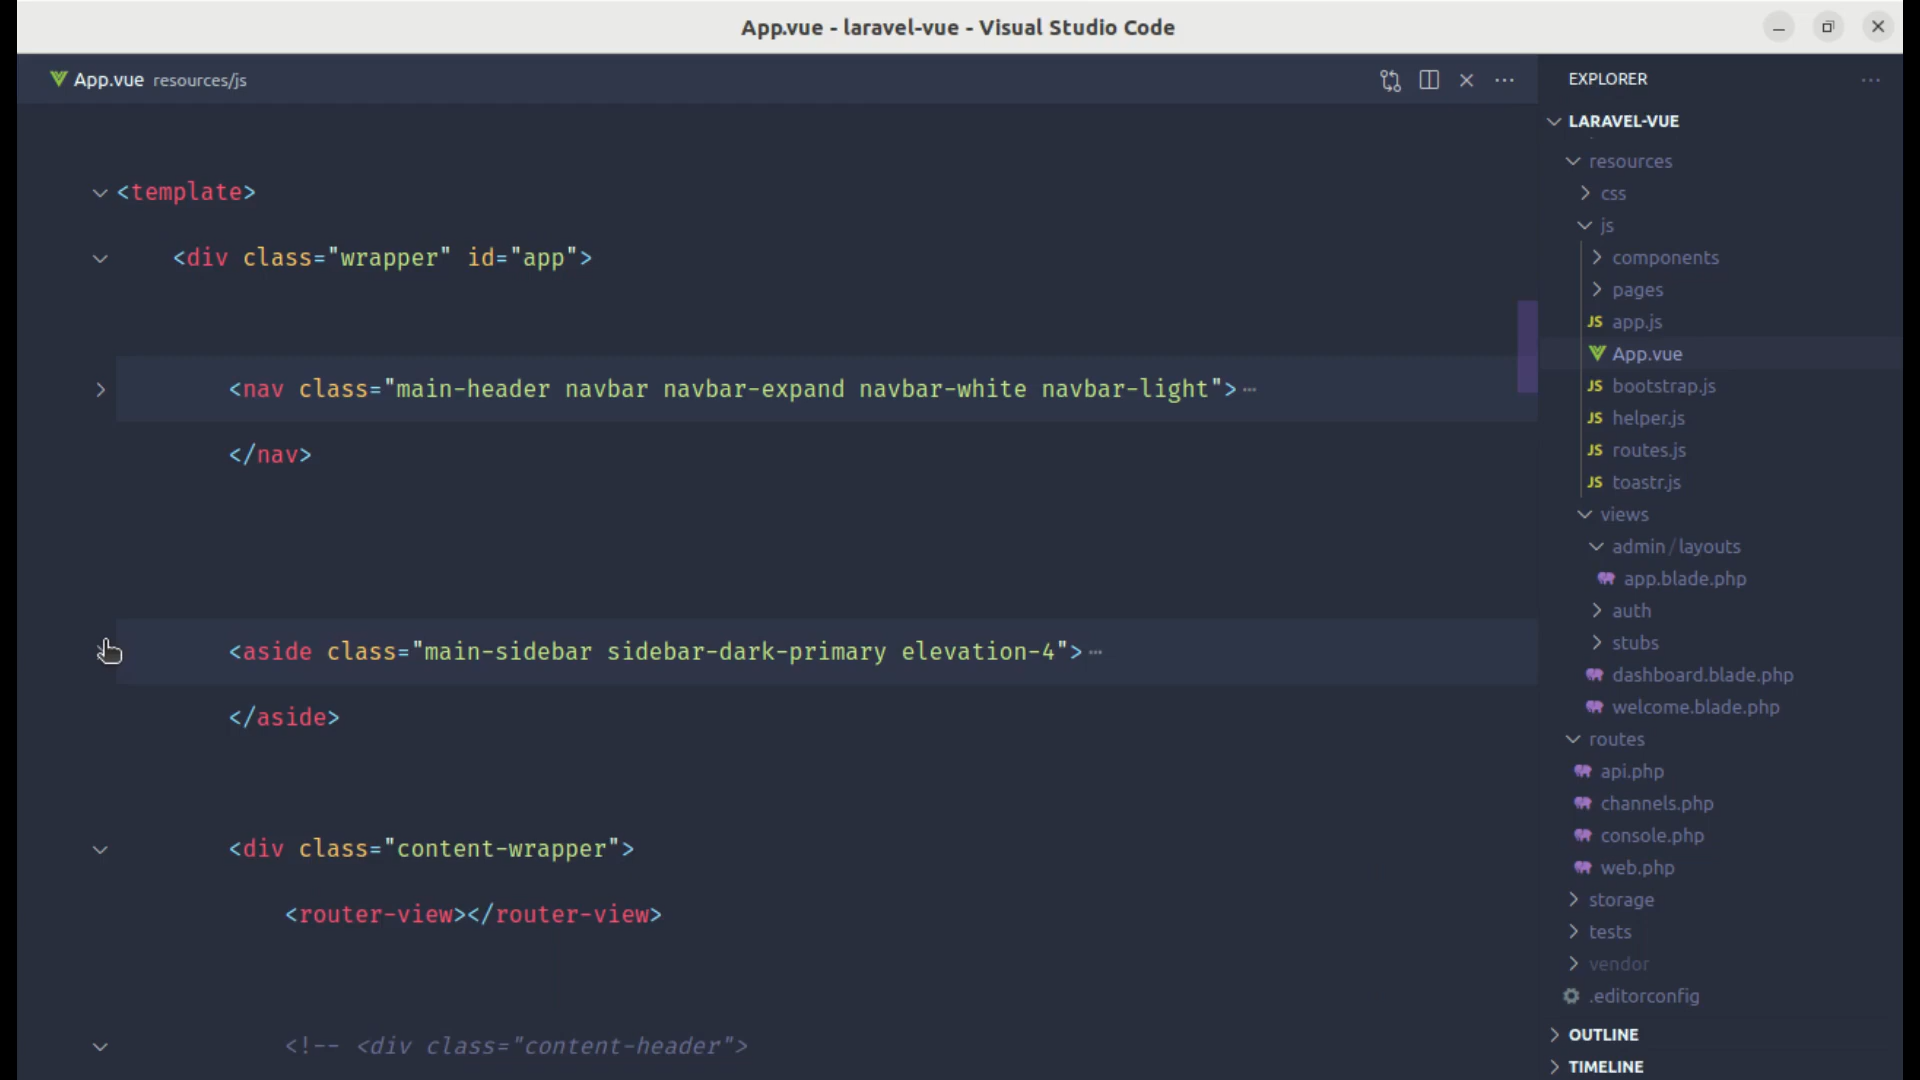 App.vue - laravel-vue - Visual Studio Code
App.vue resources/js
<template>
<div class="wrapper" id="app">
<nav class="main-header navbar navbar-expand navbar-white navbar-light">
</nav>
<aside class="main-sidebar sidebar-dark-primary elevation-4">
</aside>
<div class="content-wrapper">
<router-view></router-view>
<!-- <div class="content-header">
EXPLORER
LARAVEL-VUE
resources
css
js
components
pages
JS app.js
App.vue
JS bootstrap.js
JS helper.js
JS routes.js
JS toastr.js
views
admin/layouts
app.blade.php
auth
stubs
dashboard.blade.php
welcome.blade.php
routes
api.php
channels.php
console.php
web.php
storage
tests
vendor
.editorconfig
OUTLINE
TIMELINE